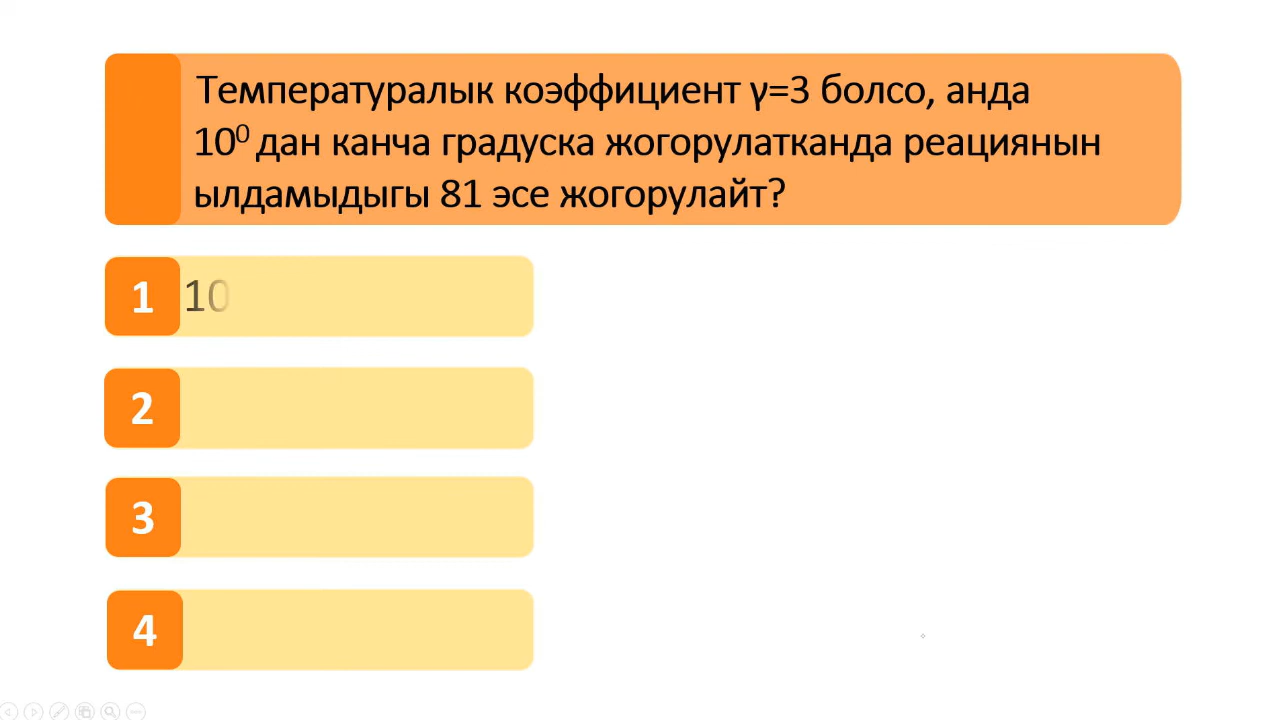 Температуралык коэффициент γ=3 болсо, анда
10⁰ дан канча градуска жогорулатканда реациянын
ылдамыдыгы 81 эсе жогорулайт?
1 10
2
3
4